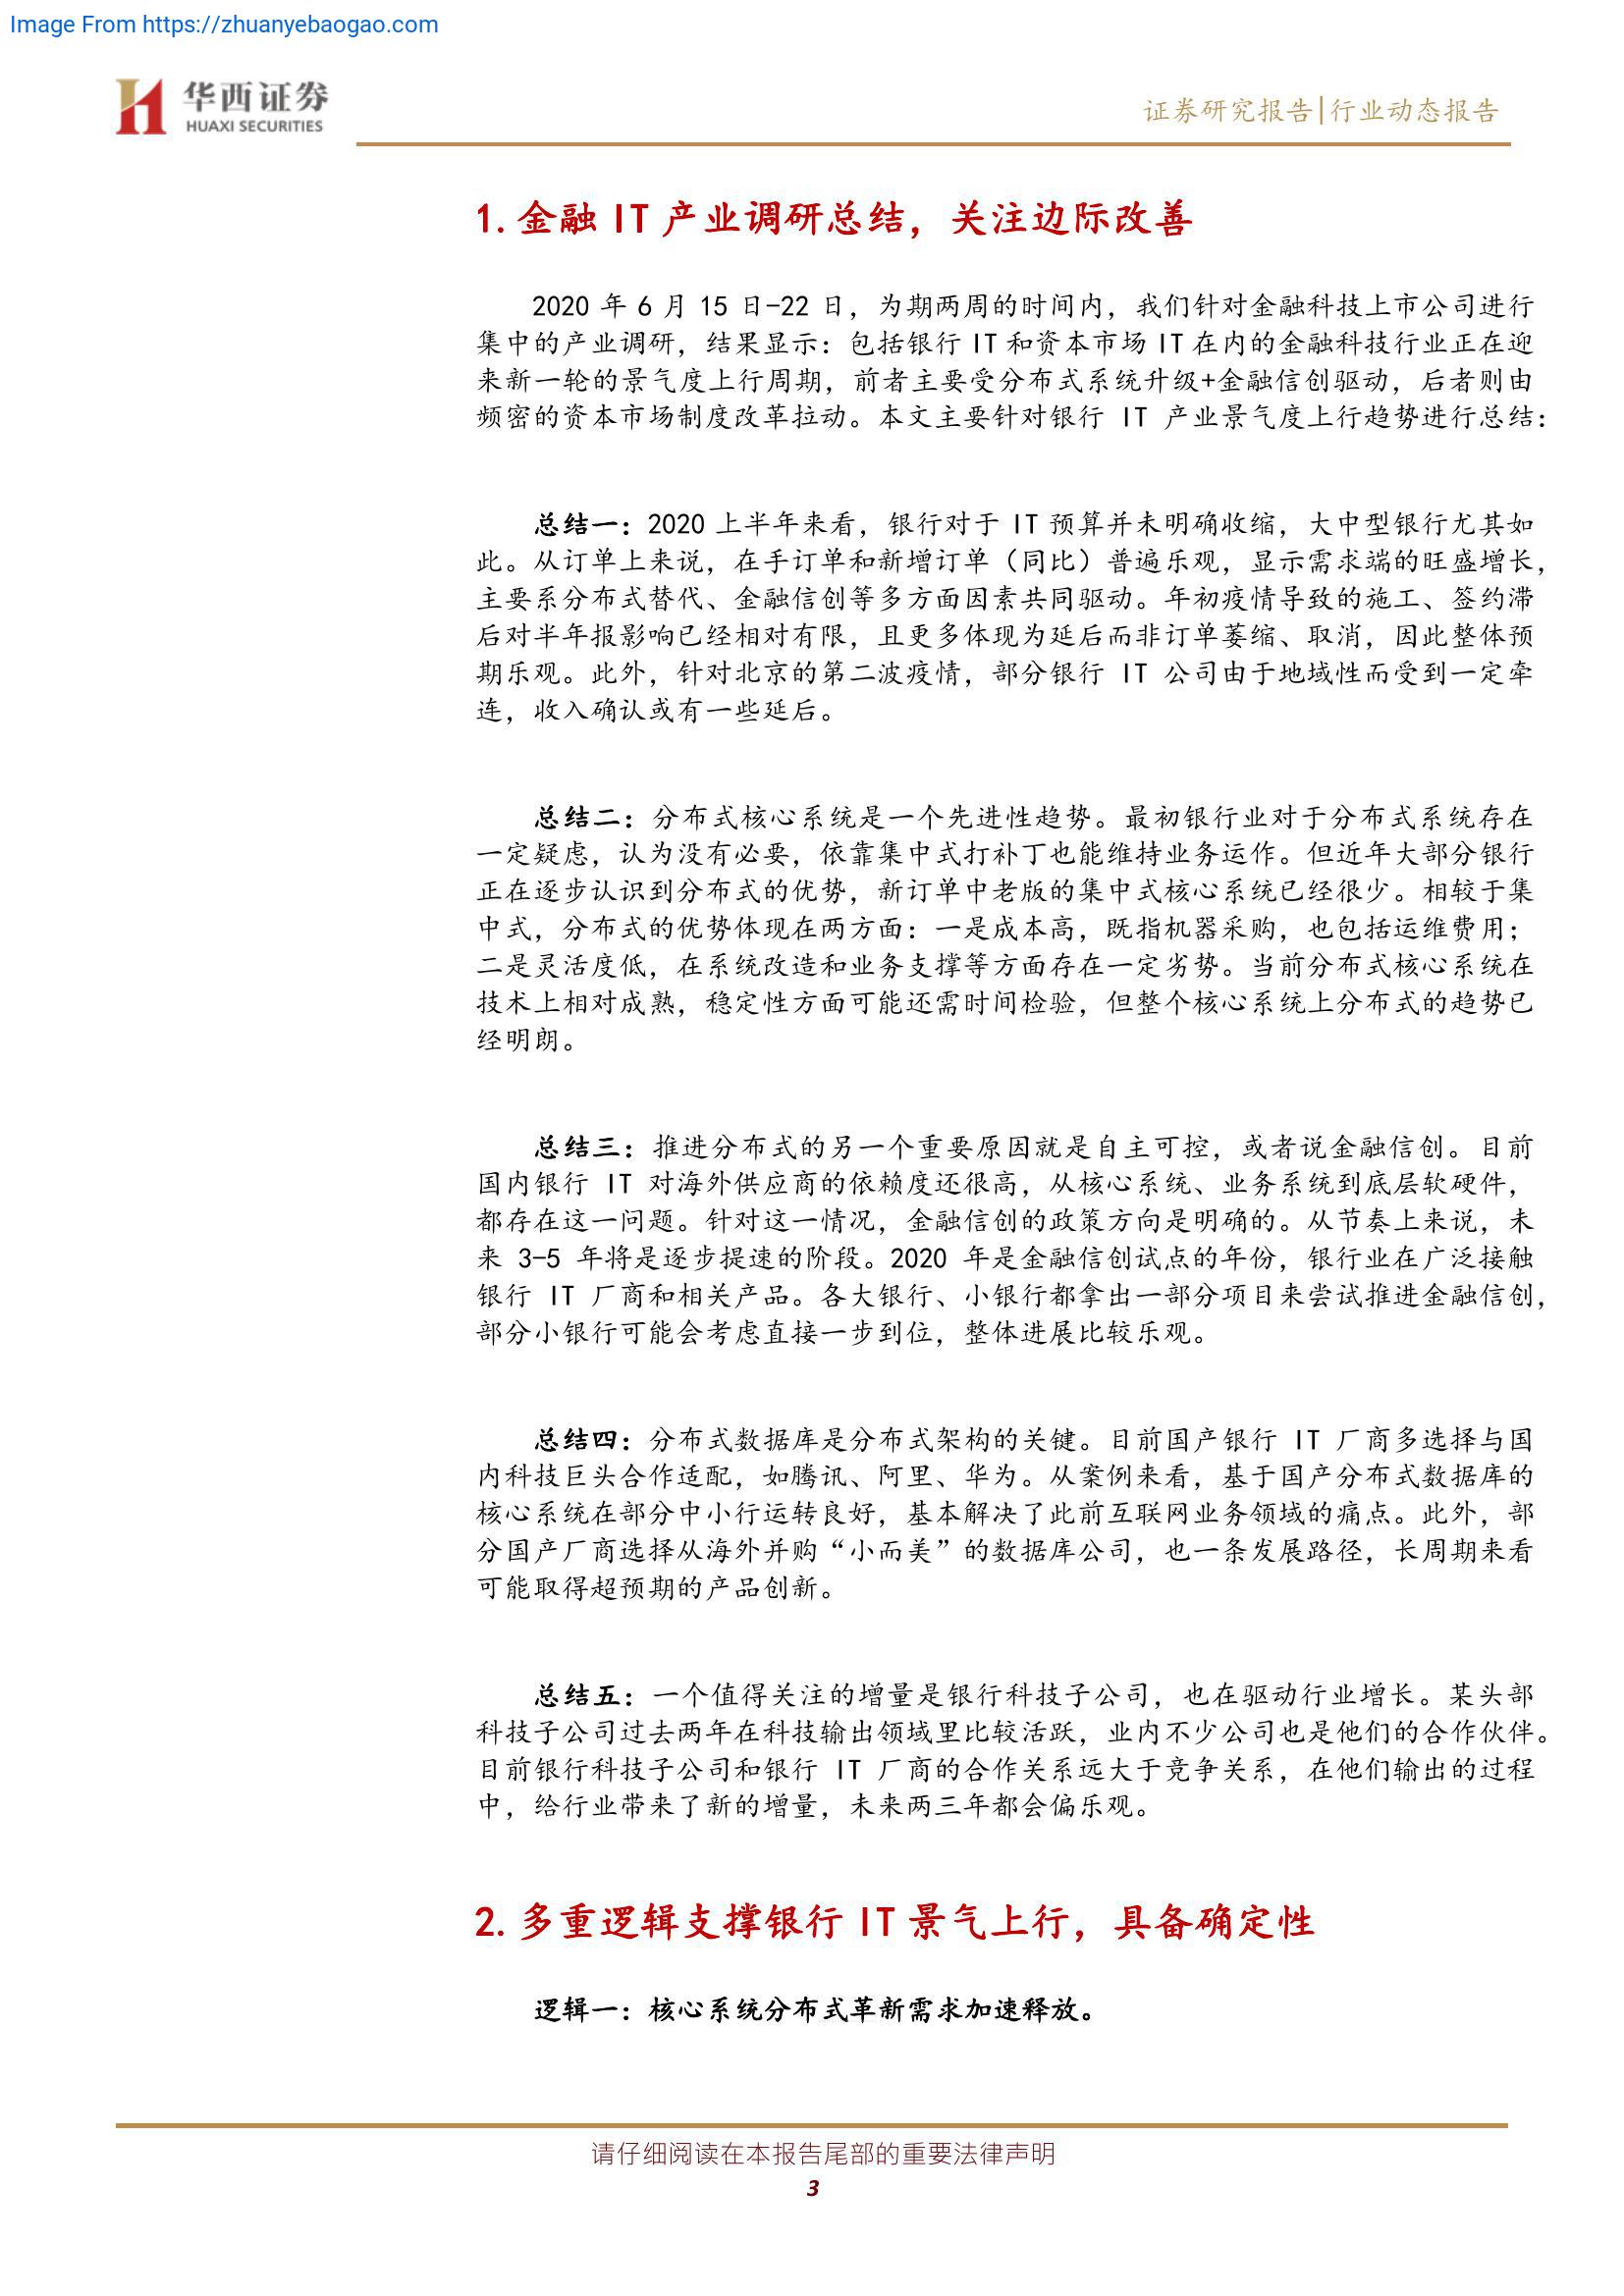 Image From https://zhuanyebaogao.com
华西证券
HUAXI SECURITIES
证券研究报告|行业动态报告
1. 金融 IT 产业调研总结，关注边际改善
2020 年 6 月 15 日-22 日，为期两周的时间内，我们针对金融科技上市公司进行
集中的产业调研，结果显示：包括银行 IT 和资本市场 IT 在内的金融科技行业正在迎
来新一轮的景气度上行周期，前者主要受分布式系统升级+金融信创驱动，后者则由
频密的资本市场制度改革拉动。本文主要针对银行 IT 产业景气度上行趋势进行总结：
总结一：2020 上半年来看，银行对于 IT 预算并未明确收缩，大中型银行尤其如
此。从订单上来说，在手订单和新增订单（同比）普遍乐观，显示需求端的旺盛增长，
主要系分布式替代、金融信创等多方面因素共同驱动。年初疫情导致的施工、签约滞
后对半年报影响已经相对有限，且更多体现为延后而非订单萎缩、取消，因此整体预
期乐观。此外，针对北京的第二波疫情，部分银行 IT 公司由于地域性而受到一定牵
连，收入确认或有一些延后。
总结二：分布式核心系统是一个先进性趋势。最初银行业对于分布式系统存在
一定疑虑，认为没有必要，依靠集中式打补丁也能维持业务运作。但近年大部分银行
正在逐步认识到分布式的优势，新订单中老版的集中式核心系统已经很少。相较于集
中式，分布式的优势体现在两方面：一是成本高，既指机器采购，也包括运维费用；
二是灵活度低，在系统改造和业务支撑等方面存在一定劣势。当前分布式核心系统在
技术上相对成熟，稳定性方面可能还需时间检验，但整个核心系统上分布式的趋势已
经明朗。
总结三：推进分布式的另一个重要原因就是自主可控，或者说金融信创。目前
国内银行 IT 对海外供应商的依赖度还很高，从核心系统、业务系统到底层软硬件，
都存在这一问题。针对这一情况，金融信创的政策方向是明确的。从节奏上来说，未
来 3-5 年将是逐步提速的阶段。2020 年是金融信创试点的年份，银行业在广泛接触
银行 IT 厂商和相关产品。各大银行、小银行都拿出一部分项目来尝试推进金融信创，
部分小银行可能会考虑直接一步到位，整体进展比较乐观。
总结四：分布式数据库是分布式架构的关键。目前国产银行 IT 厂商多选择与国
内科技巨头合作适配，如腾讯、阿里、华为。从案例来看，基于国产分布式数据库的
核心系统在部分中小行运转良好，基本解决了此前互联网业务领域的痛点。此外，部
分国产厂商选择从海外并购“小而美”的数据库公司，也一条发展路径，长周期来看
可能取得超预期的产品创新。
总结五：一个值得关注的增量是银行科技子公司，也在驱动行业增长。某头部
科技子公司过去两年在科技输出领域里比较活跃，业内不少公司也是他们的合作伙伴。
目前银行科技子公司和银行 IT 厂商的合作关系远大于竞争关系，在他们输出的过程
中，给行业带来了新的增量，未来两三年都会偏乐观。
2. 多重逻辑支撑银行 IT 景气上行，具备确定性
逻辑一：核心系统分布式革新需求加速释放。
请仔细阅读在本报告尾部的重要法律声明
3